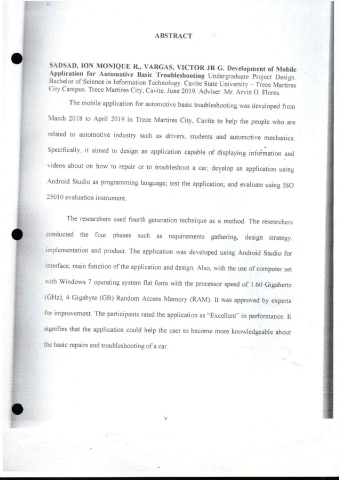 ABSTRACT
SADSAD, ION MONIQUE R., VARGAS, VICTOR JR G. Development of Mobile
Application for Automotive Basic Troubleshooting Undergraduate Project Design.
Bachelor of Science in Information Technology. Cavite State University – Trece Martires
City Campus. Trece Martires City, Cavite. June 2019. Adviser: Mr. Arvin O. Flores.
The mobile application for automotive basic troubleshooting was developed from
March 2018 to April 2019 in Trece Martires City, Cavite to help the people who are
related to automotive industry such as drivers, students and automotive mechanics.
Specifically, it aimed to design an application capable of displaying information and
videos about on how to repair or to troubleshoot a car; develop an application using
Android Studio as programming language; test the application; and evaluate using ISO
25010 evaluation instrument.
The researchers used fourth generation technique as a method. The researchers
conducted the four phases such as requirements gathering, design strategy,
implementation and product. The application was developed using Android Studio for
interface, main function of the application and design. Also, with the use of computer set
with Windows 7 operating system flat form with the processor speed of 1.60 Gigahertz
(GHz), 4 Gigabyte (GB) Random Access Memory (RAM). It was approved by experts
for improvement. The participants rated the application as “Excellent” in performance. It
signifies that the application could help the user to become more knowledgeable about
the basic repairs and troubleshooting of a car.
v